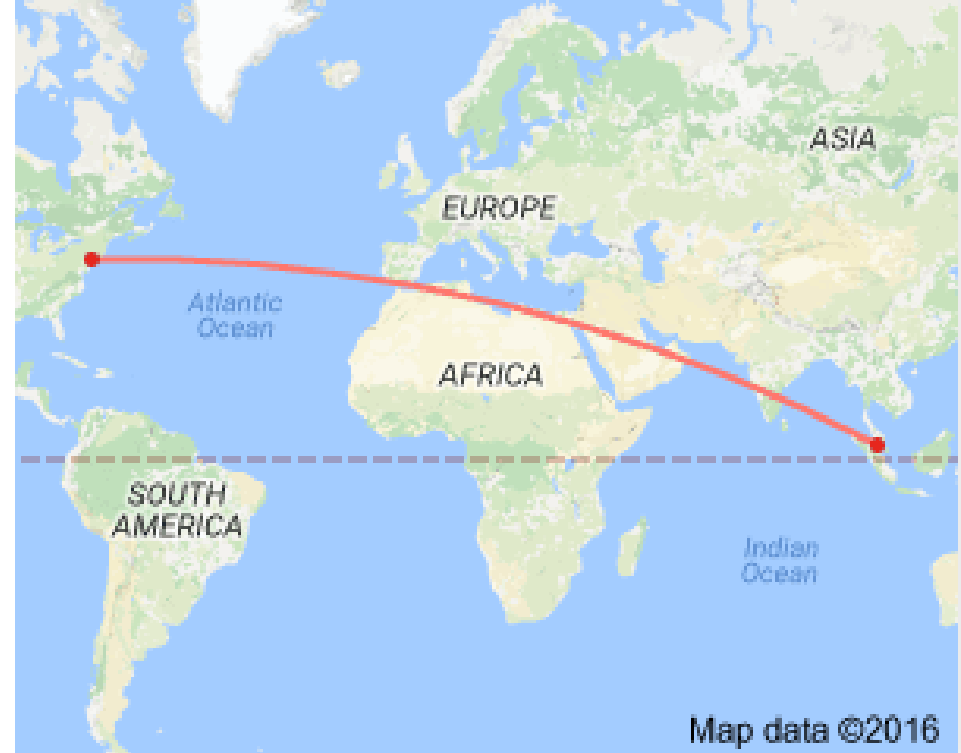 ASIA
EUROPE
Atlantic
Ocean
AFRICA
SOUTH
AMERICA
Indian
Ocean
Map data ©2016